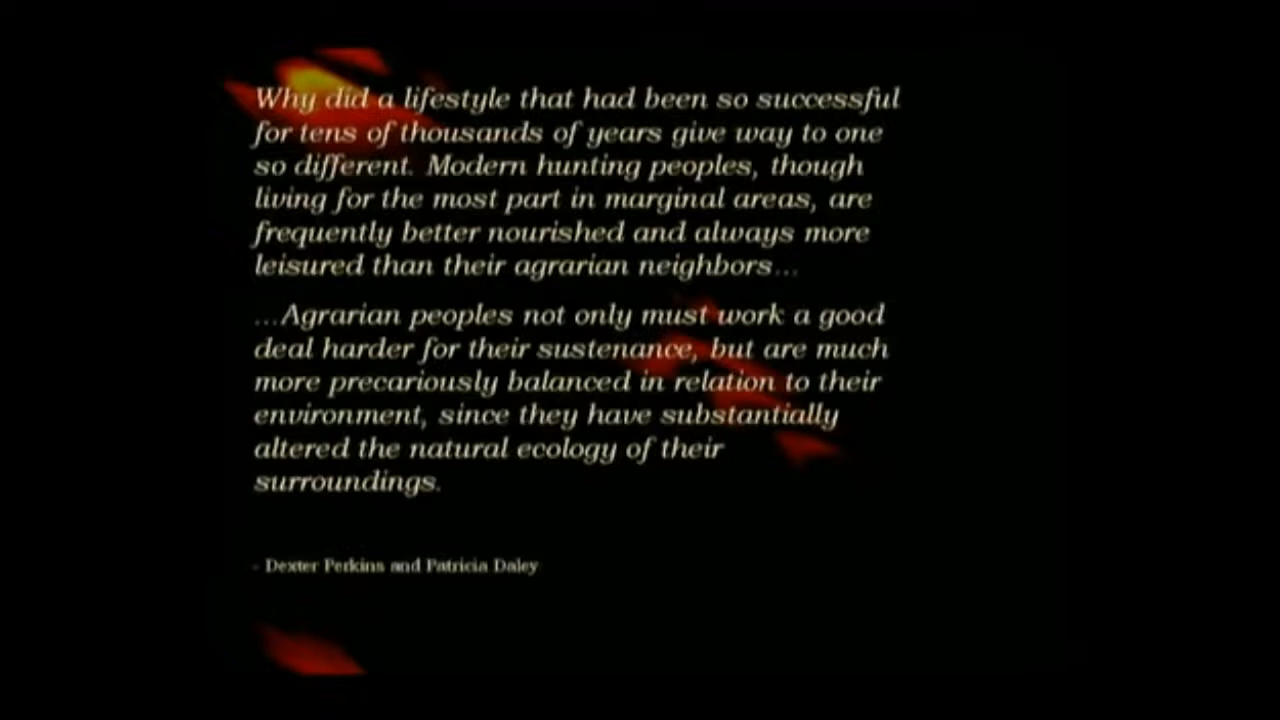 Why did a lifestyle that had been so successful
for tens of thousands of years give way to one
so different. Modern hunting peoples, though
living for the most part in marginal areas, are
frequently better nourished and always more
leisured than their agrarian neighbors...
...Agrarian peoples not only must work a good
deal harder for their sustenance, but are much
more precariously balanced in relation to their
environment, since they have substantially
altered the natural ecology of their
surroundings.
- Dexter Perkins and Patricia Daley